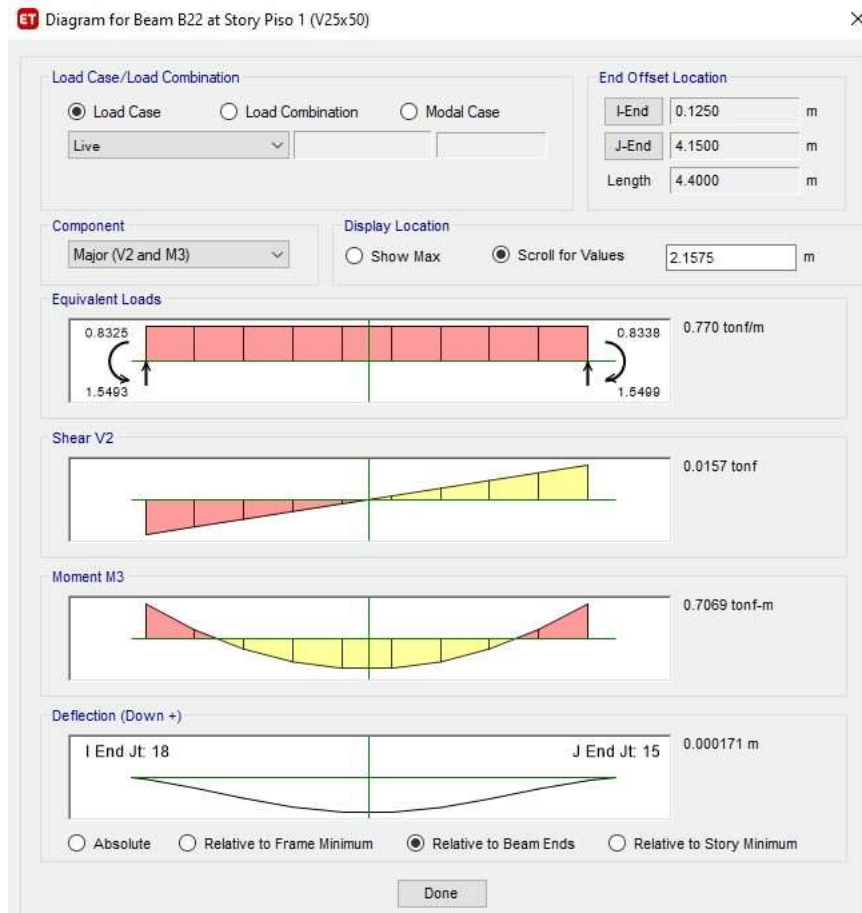 ET Diagram for Beam B22 at Story Piso 1 (V25x50)
Load Case/Load Combination
Load Case Load Combination Modal Case
Live
End Offset Location
I-End 0.1250 m
J-End 4.1500 m
Length 4.4000 m
Component
Major (V2 and M3)
Display Location
Show Max Scroll for Values 2.1575 m
Equivalent Loads
0.8325 0.8338 0.770 tonf/m
1.5493 1.5499
Shear V2
0.0157 tonf
Moment M3
0.7069 tonf-m
Deflection (Down +)
I End Jt: 18 J End Jt: 15 0.000171 m
Absolute Relative to Frame Minimum Relative to Beam Ends Relative to Story Minimum
Done